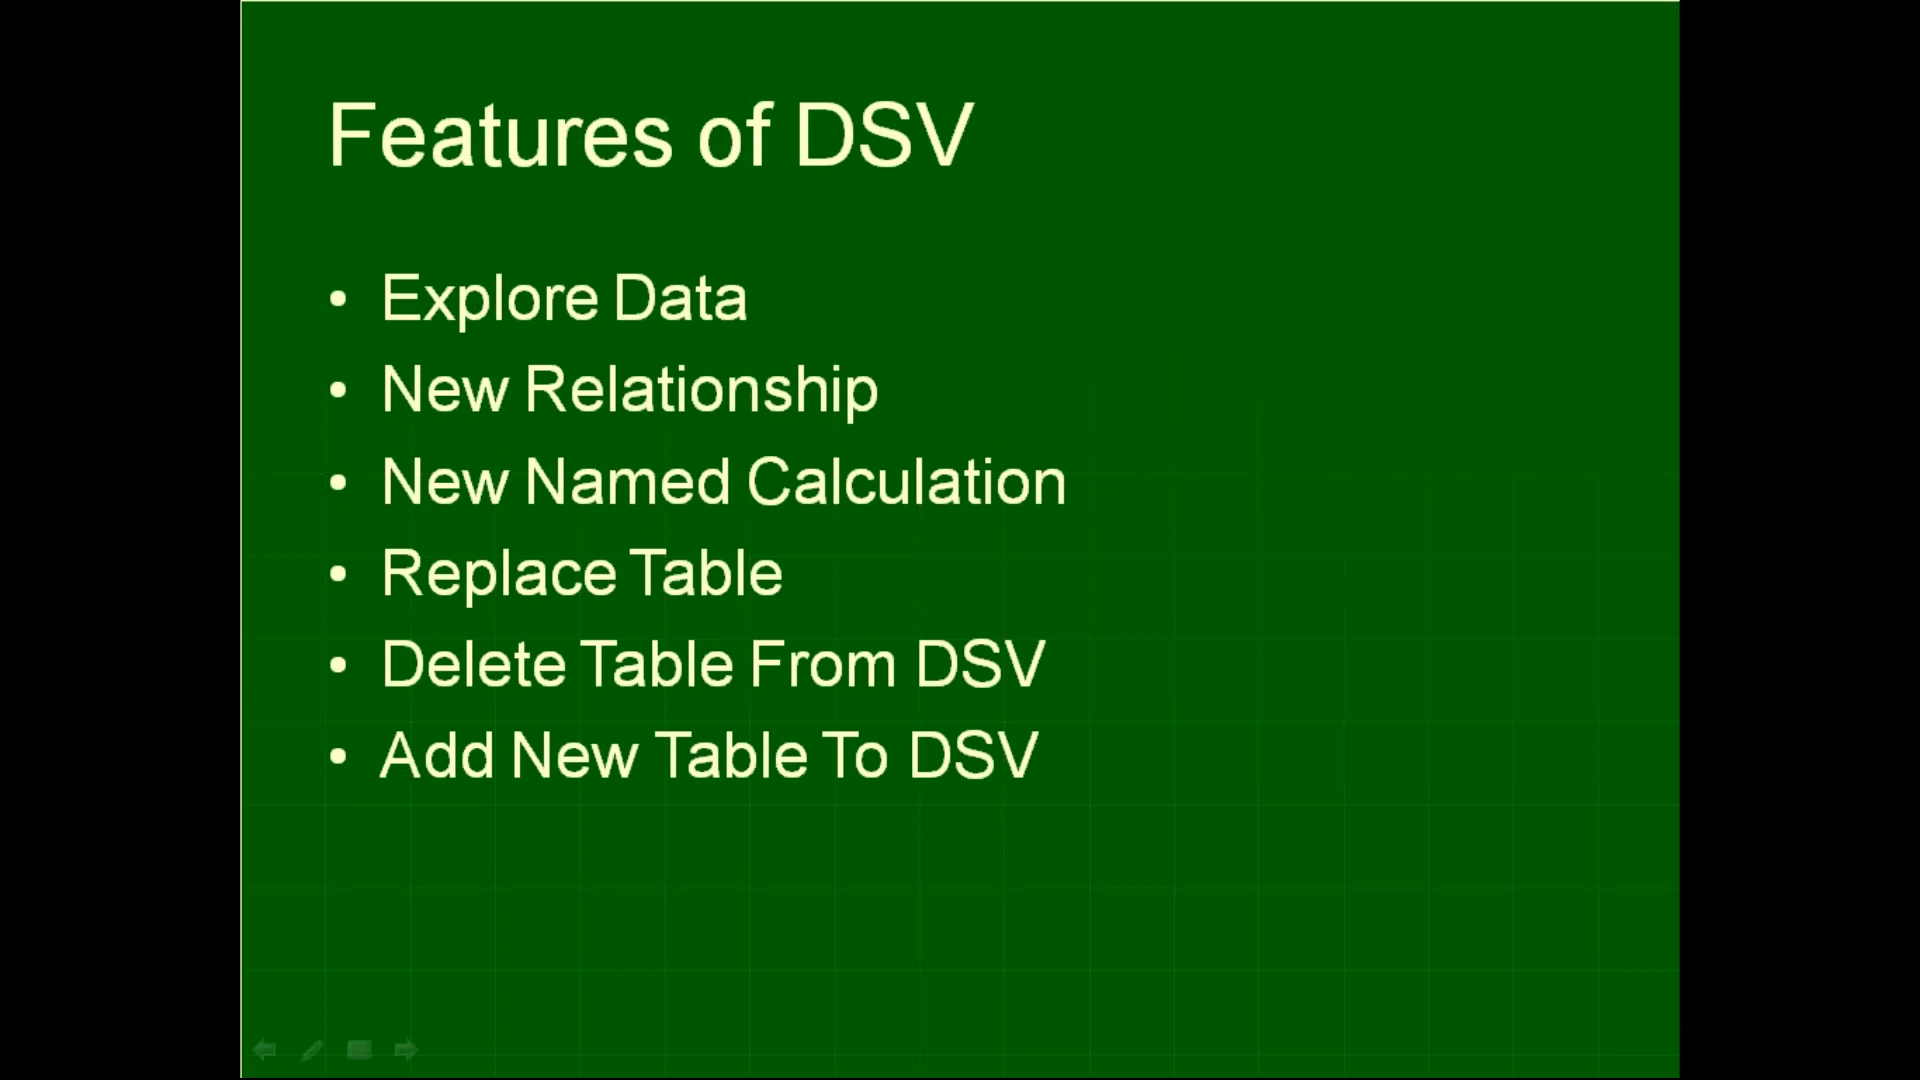 Features of DSV
• Explore Data
• New Relationship
• New Named Calculation
• Replace Table
• Delete Table From DSV
• Add New Table To DSV